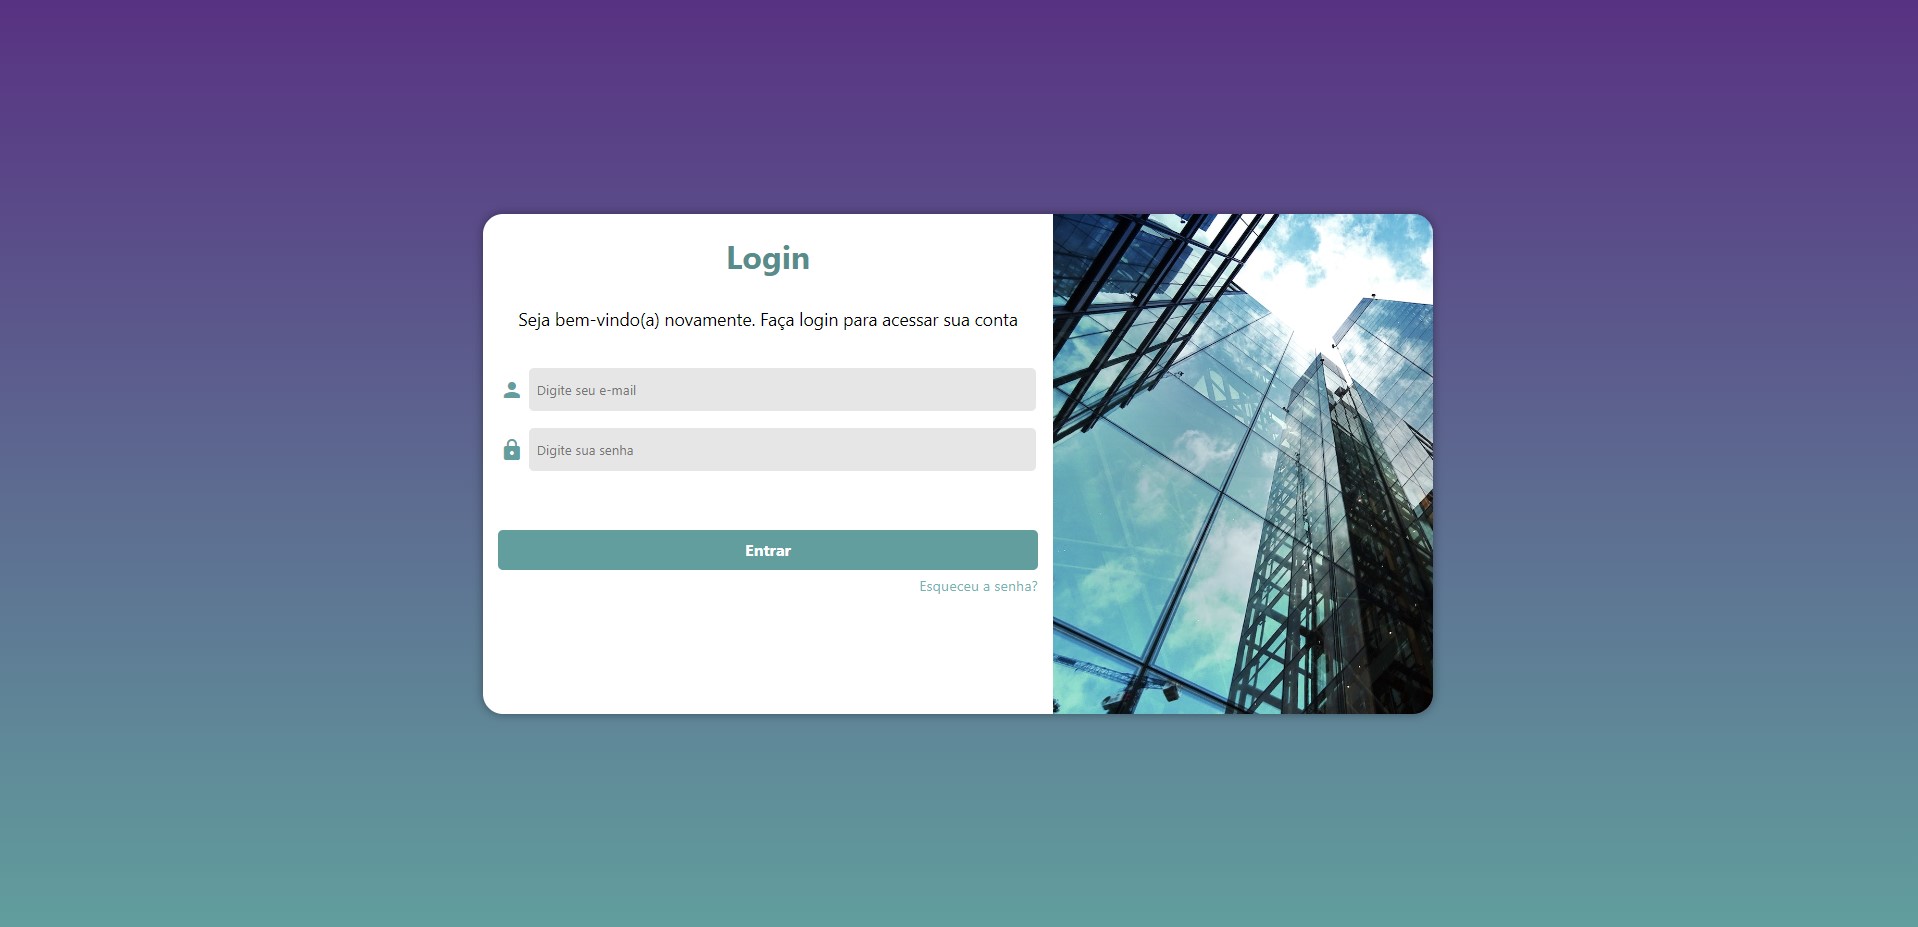 Login
Seja bem-vindo(a) novamente. Faça login para acessar sua conta
Digite seu e-mail
Digite sua senha
Entrar
Esqueceu a senha?